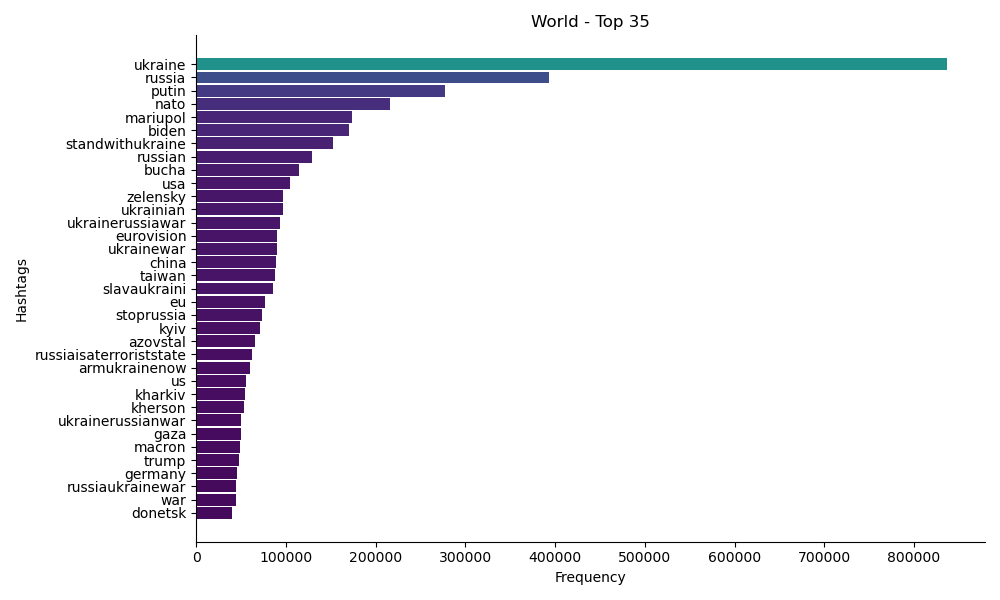 World - Top 35
Hashtags
ukraine
russia
putin
nato
mariupol
biden
standwithukraine
russian
bucha
usa
zelensky
ukrainian
ukrainerussiawar
eurovision
ukrainewar
china
taiwan
slavaukraini
eu
stoprussia
kyiv
azovstal
russiaisaterroriststate
armukrainenow
us
kharkiv
kherson
ukrainerussianwar
gaza
macron
trump
germany
russiaukrainewar
war
donetsk
0 100000 200000 300000 400000 500000 600000 700000 800000
Frequency